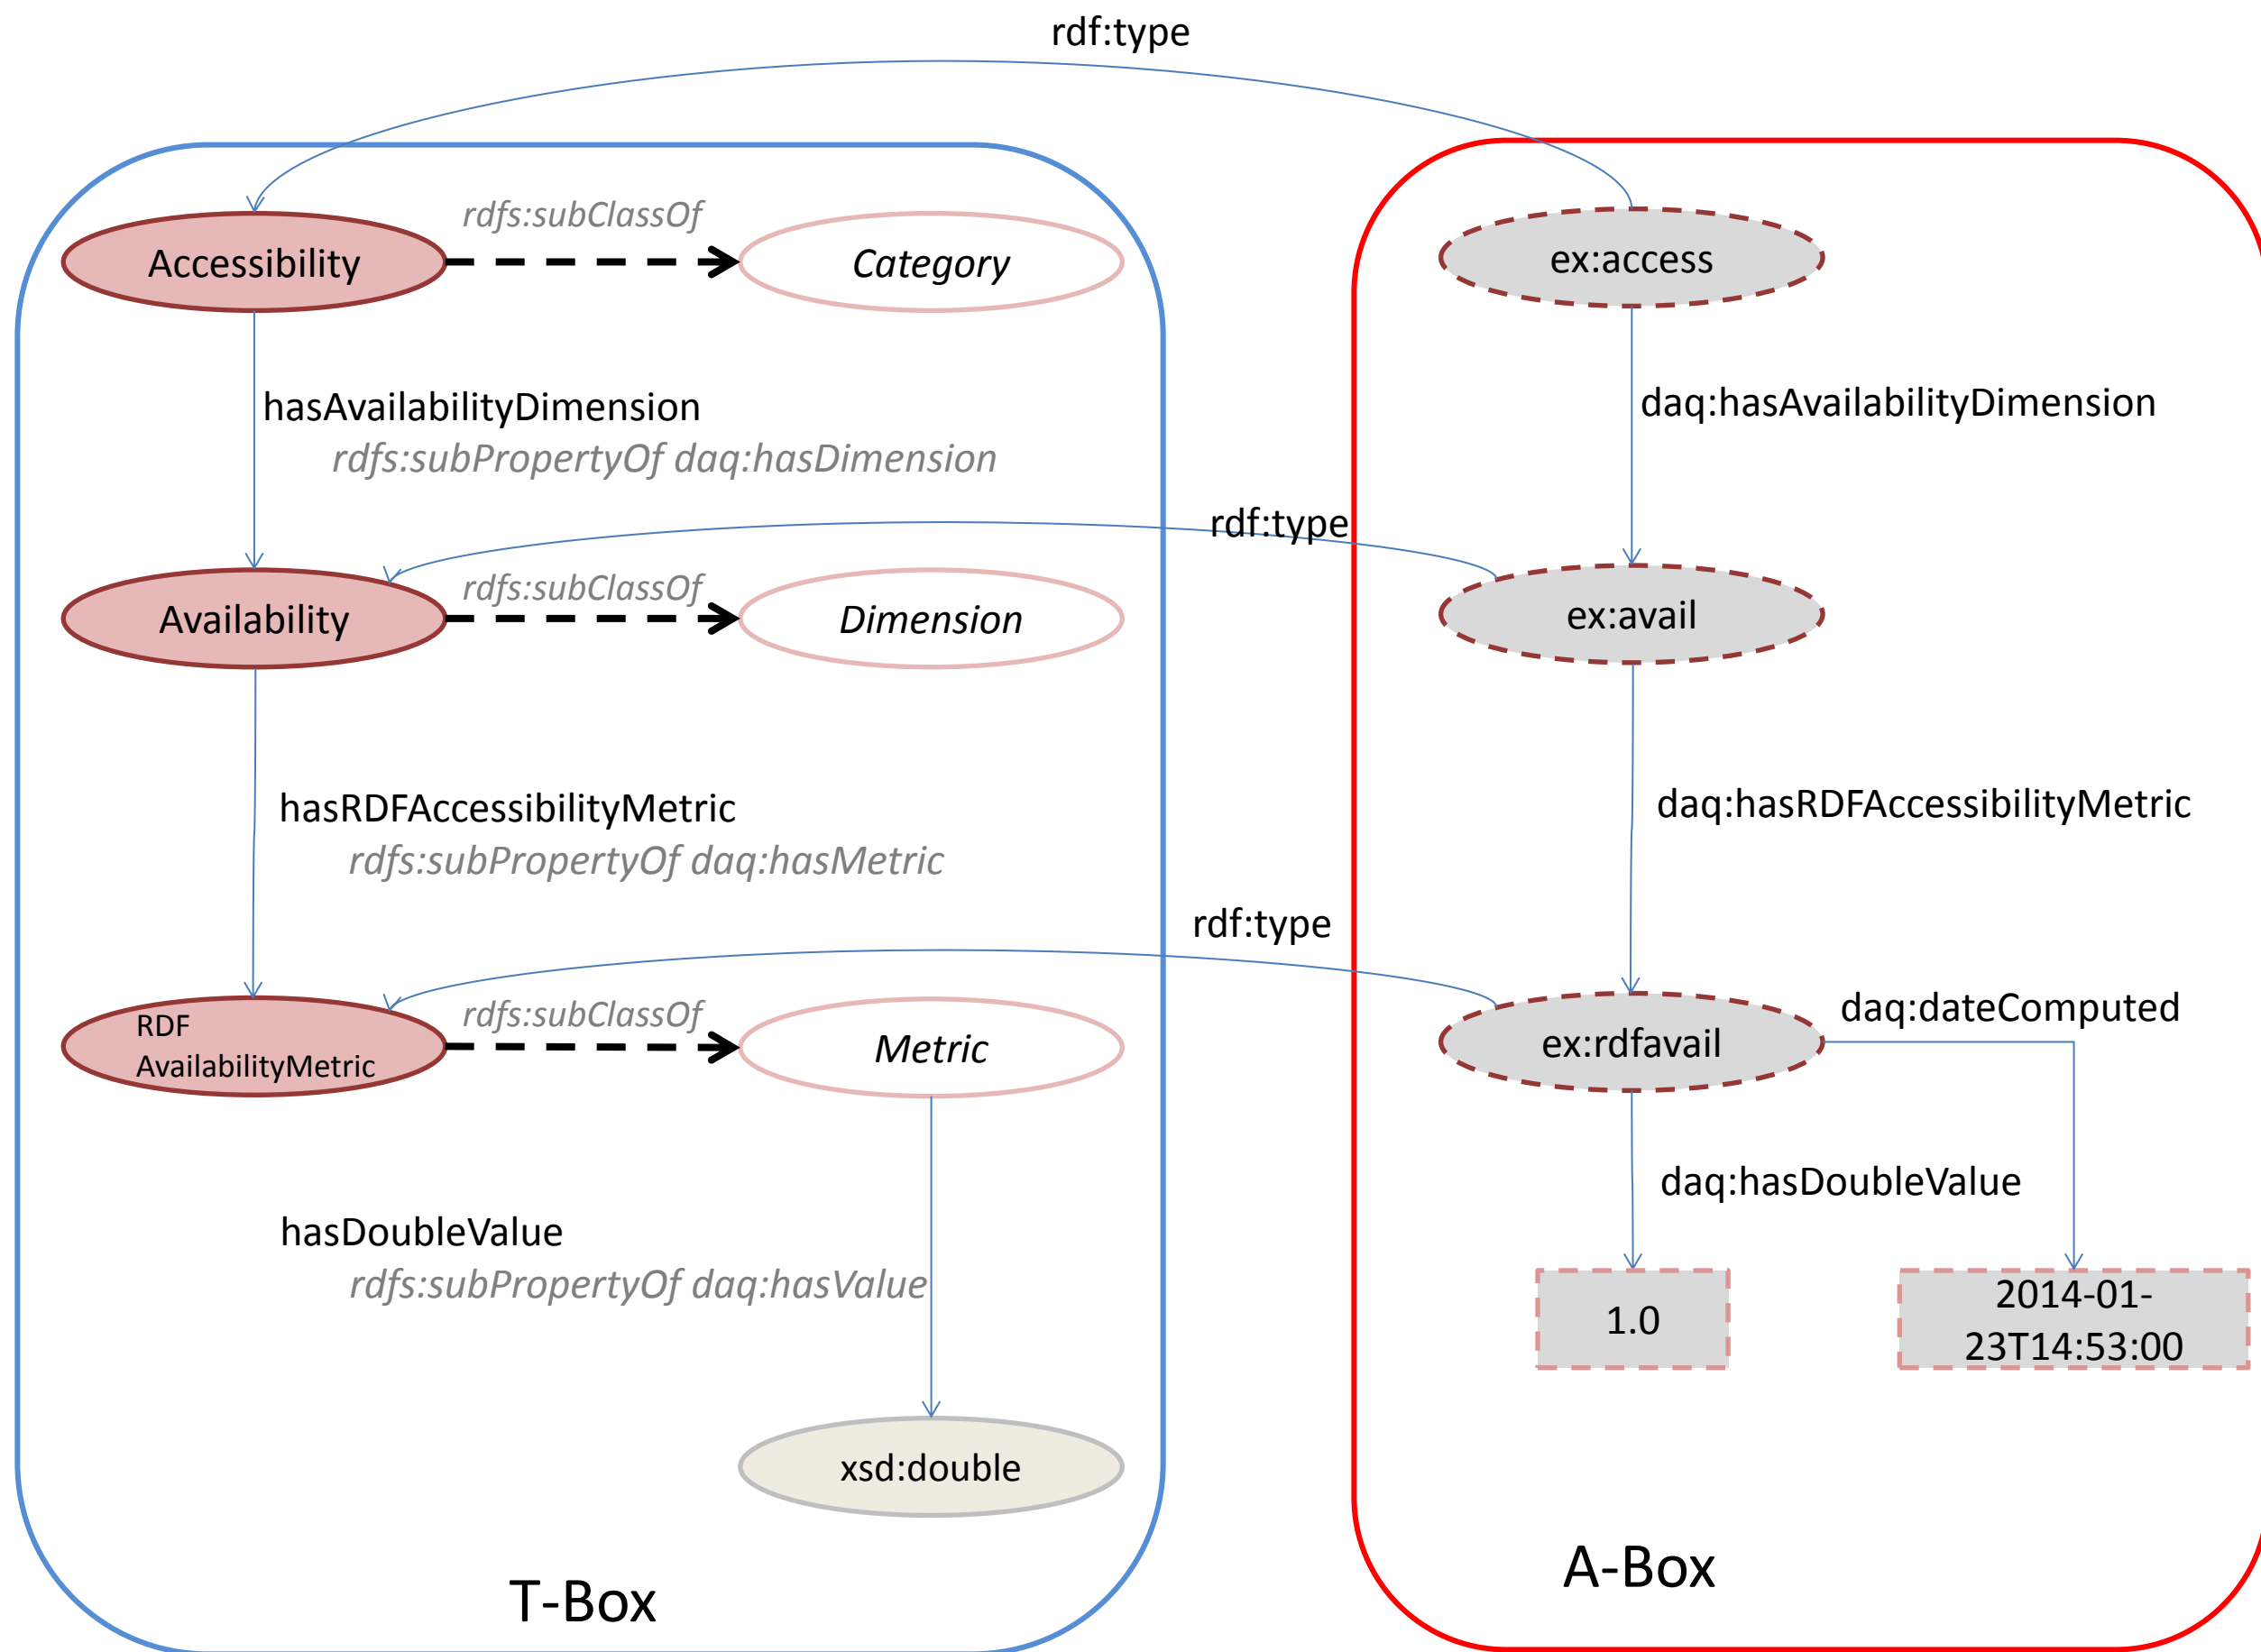 rdf:type
rdfs:subClassOf
Accessibility
Category
ex:access
hasAvailabilityDimension
rdfs:subPropertyOf daq:hasDimension
daq:hasAvailabilityDimension
rdf:type
rdfs:subClassOf
Availability
Dimension
ex:avail
hasRDFAccessibilityMetric
rdfs:subPropertyOf daq:hasMetric
daq:hasRDFAccessibilityMetric
rdf:type
rdfs:subClassOf
RDF
AvailabilityMetric
Metric
ex:rdfavail
daq:dateComputed
hasDoubleValue
rdfs:subPropertyOf daq:hasValue
daq:hasDoubleValue
1.0
2014-01-
23T14:53:00
xsd:double
T-Box
A-Box